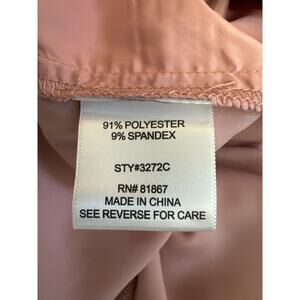 91% POLYESTER
9% SPANDEX
STY#3272C
RN# 81867
MADE IN CHINA
SEE REVERSE FOR CARE